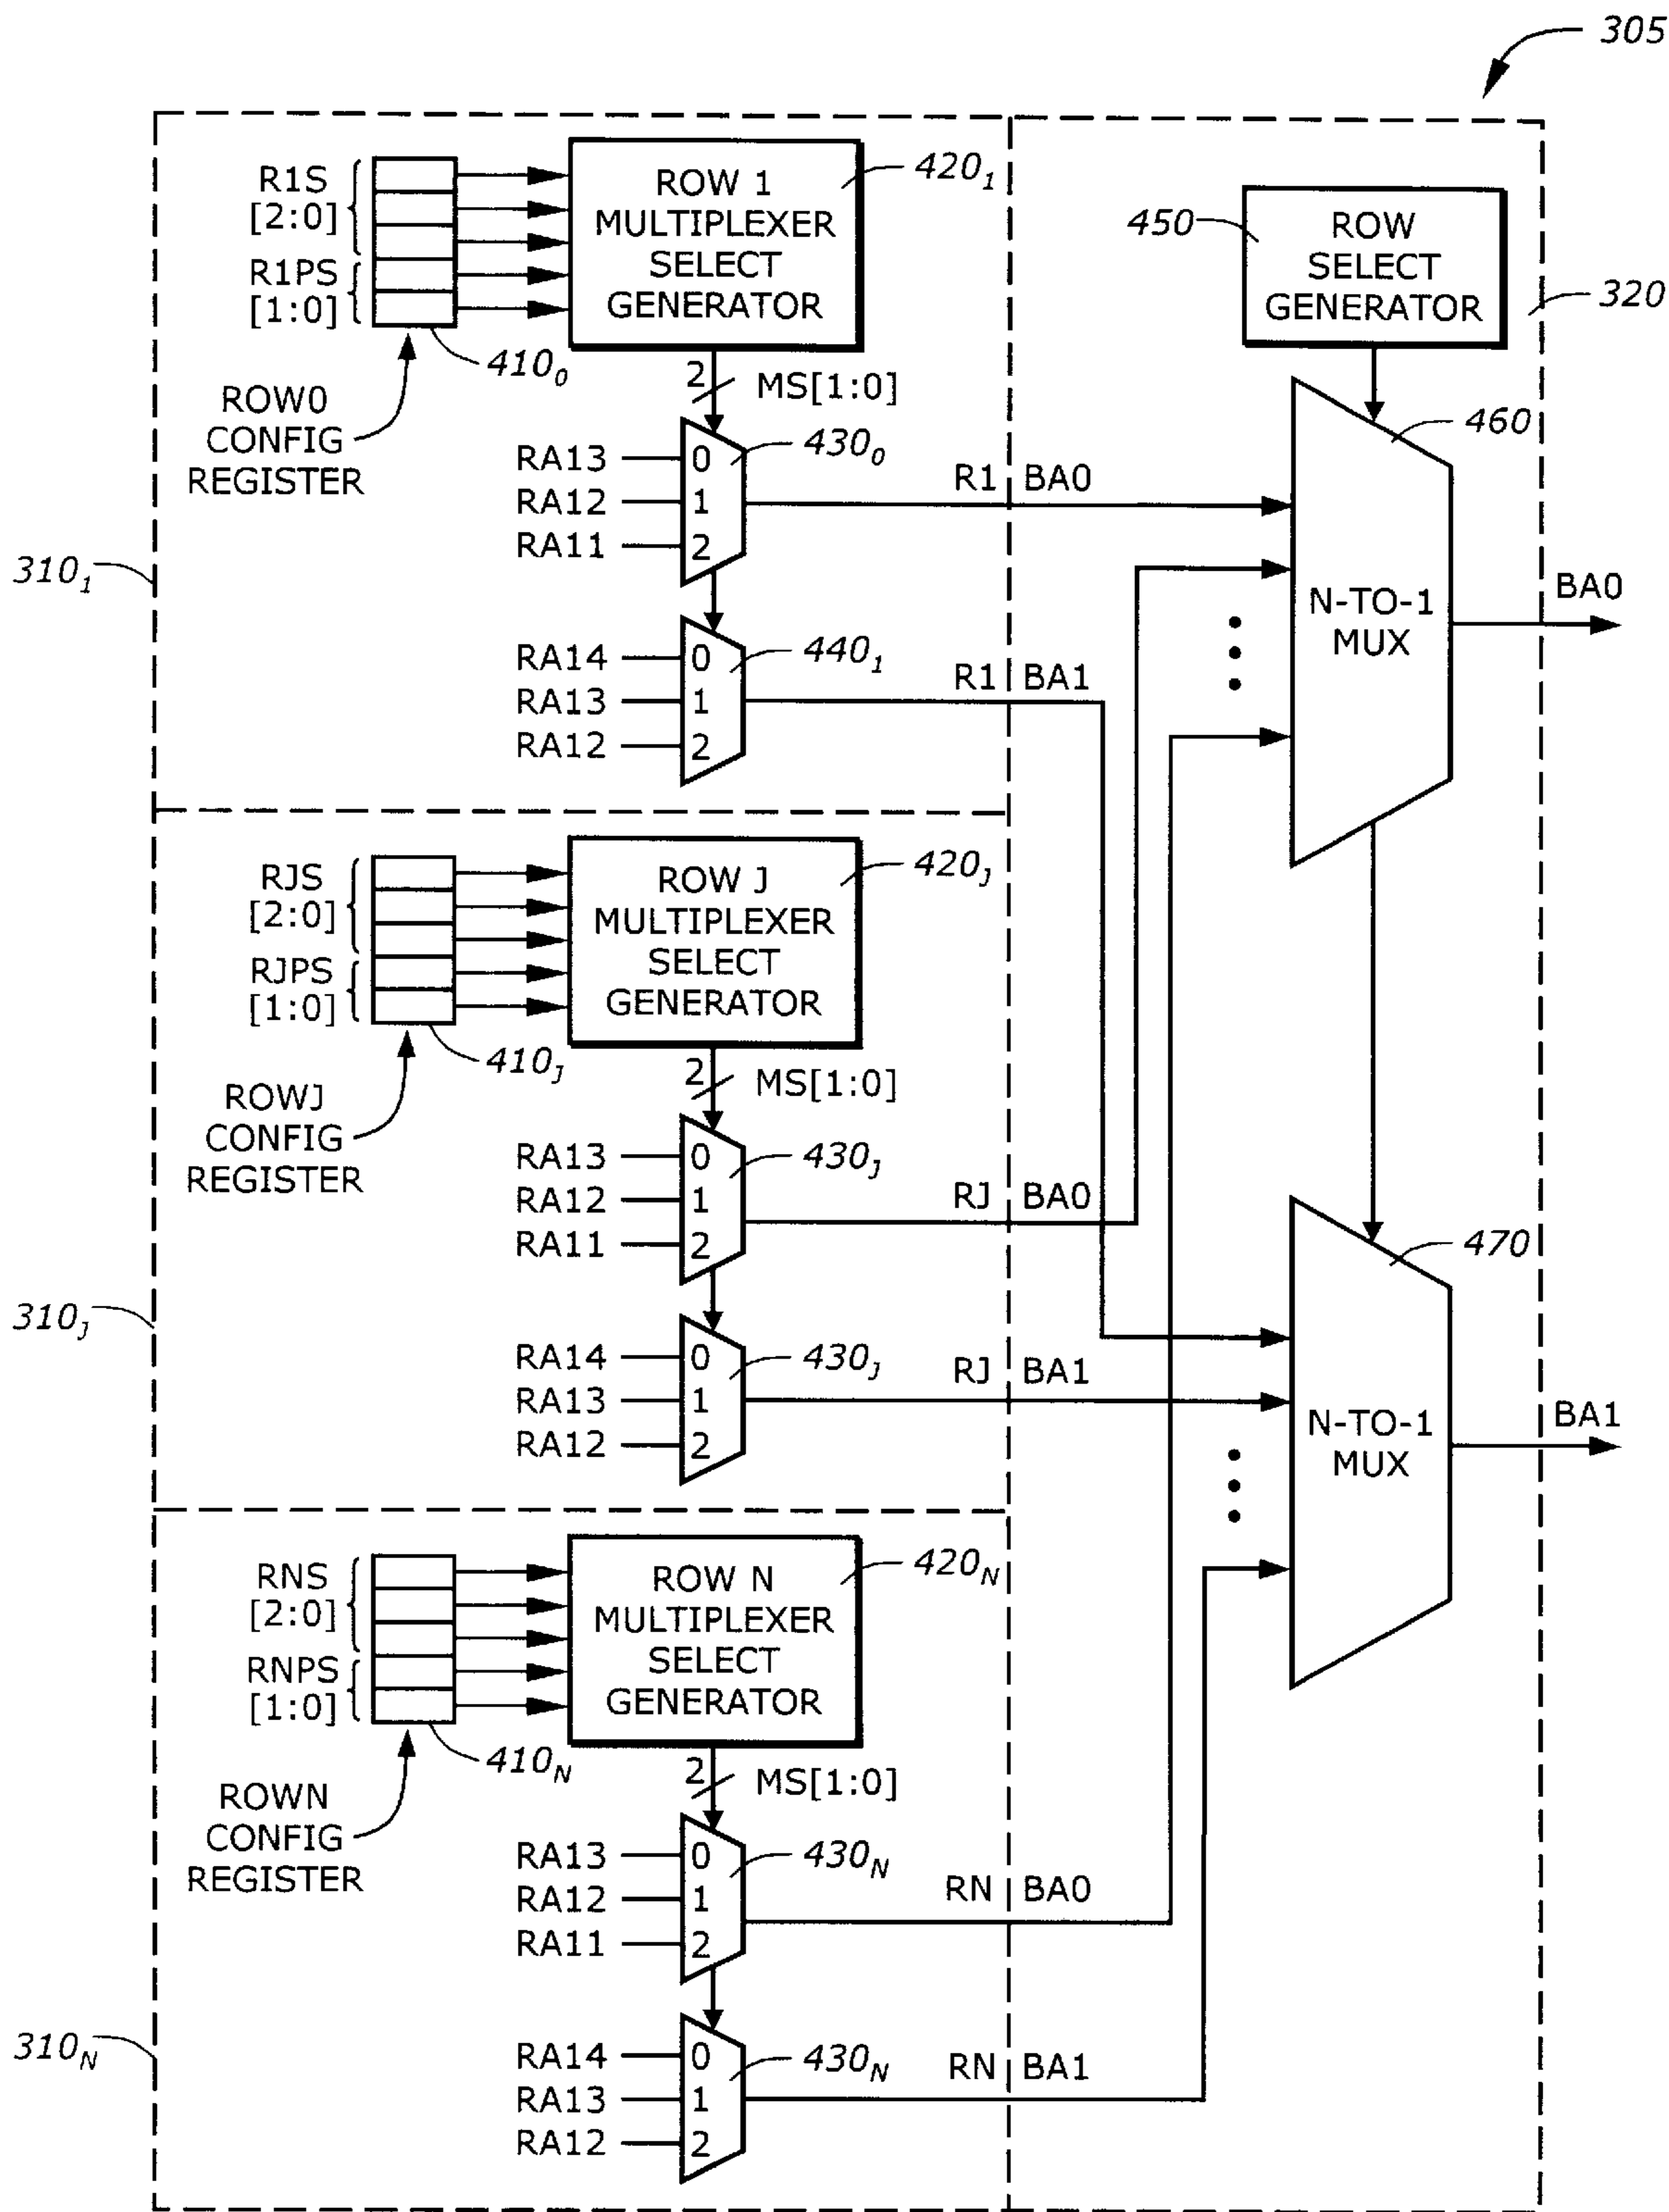 305
R1S
[2:0]
R1PS
[1:0]
ROW 1
MULTIPLEXER
SELECT
GENERATOR
420₁
410₀
ROW0
CONFIG
REGISTER
2
MS[1:0]
RA13
RA12
RA11
0
1
2
430₀
R1
BA0
310₁
RA14
RA13
RA12
0
1
2
440₁
R1
BA1
450
ROW
SELECT
GENERATOR
320
460
N-TO-1
MUX
BA0
RJS
[2:0]
RJPS
[1:0]
ROW J
MULTIPLEXER
SELECT
GENERATOR
420J
410J
ROWJ
CONFIG
REGISTER
2
MS[1:0]
RA13
RA12
RA11
0
1
2
430J
RJ
BA0
310J
RA14
RA13
RA12
0
1
2
430J
RJ
BA1
470
N-TO-1
MUX
BA1
RNS
[2:0]
RNPS
[1:0]
ROW N
MULTIPLEXER
SELECT
GENERATOR
420N
410N
ROWN
CONFIG
REGISTER
2
MS[1:0]
RA13
RA12
RA11
0
1
2
430N
RN
BA0
310N
RA14
RA13
RA12
0
1
2
430N
RN
BA1